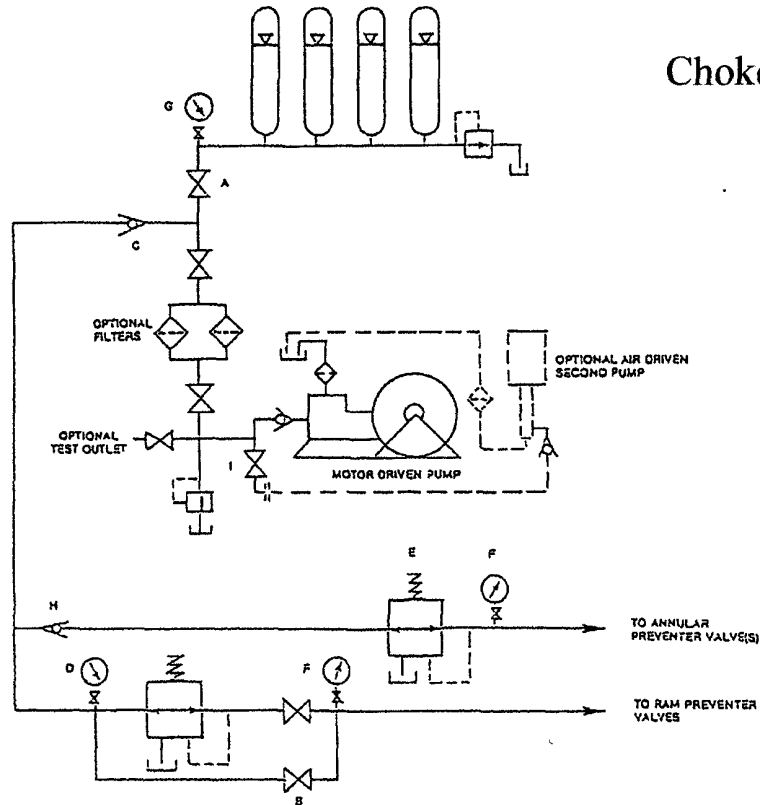 Choke
G
A
C
OPTIONAL
FILTERS
OPTIONAL AIR DRIVEN
SECOND PUMP
OPTIONAL
TEST OUTLET
I
MOTOR DRIVEN PUMP
E
F
H
TO ANNULAR
PREVENTER VALVE(S)
D
F
TO RAM PREVENTER
VALVES
B